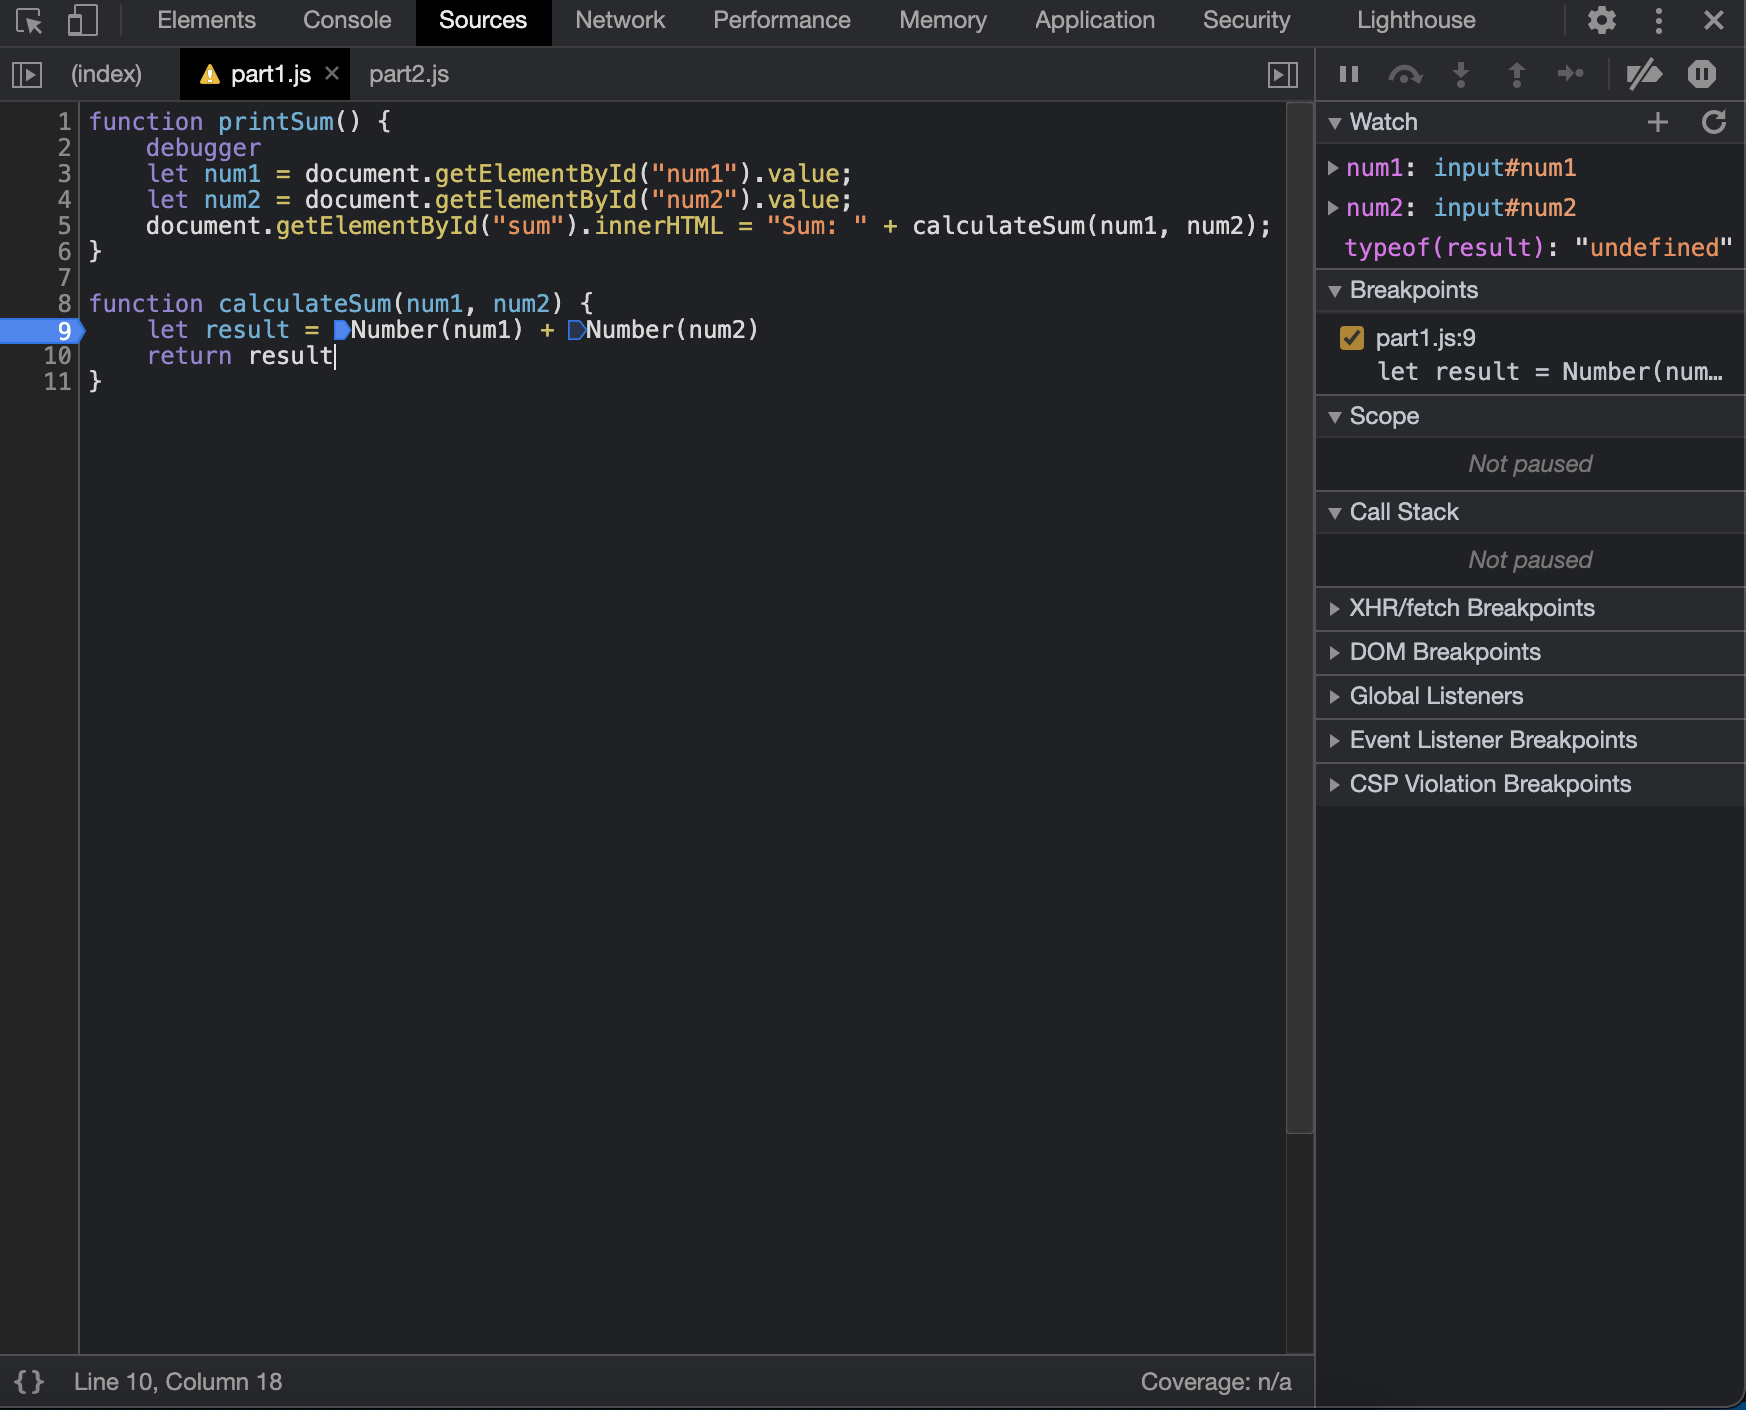 Elements Console Sources Network Performance Memory Application Security Lighthouse
(index) part1.js part2.js
1 function printSum() {
2     debugger
3     let num1 = document.getElementById("num1").value;
4     let num2 = document.getElementById("num2").value;
5     document.getElementById("sum").innerHTML = "Sum: " + calculateSum(num1, num2);
6 }
7
8 function calculateSum(num1, num2) {
9     let result = Number(num1) + Number(num2)
10     return result
11 }
Watch
num1: input#num1
num2: input#num2
typeof(result): "undefined"
Breakpoints
part1.js:9
let result = Number(num…
Scope
Not paused
Call Stack
Not paused
XHR/fetch Breakpoints
DOM Breakpoints
Global Listeners
Event Listener Breakpoints
CSP Violation Breakpoints
{} Line 10, Column 18 Coverage: n/a